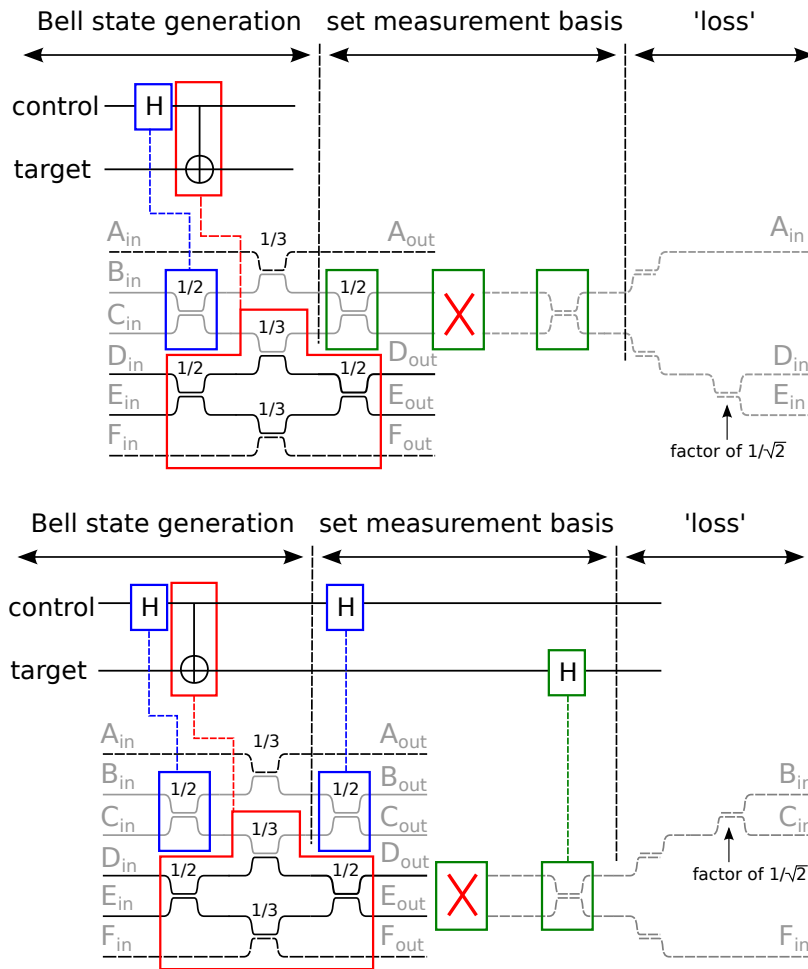 Bell state generation set measurement basis 'loss'
control H
target
A_in 1/3 A_out A_in
B_in 1/2 1/2
C_in 1/3
D_in 1/2 1/2 D_out D_in
E_in 1/3 E_out E_in
F_in F_out factor of 1/√2
Bell state generation set measurement basis 'loss'
control H H
target H
A_in 1/3 A_out
B_in 1/2 1/2 B_out B_in
C_in 1/3 C_out C_in
D_in 1/2 1/2 D_out factor of 1/√2
E_in 1/3 E_out
F_in F_out F_in